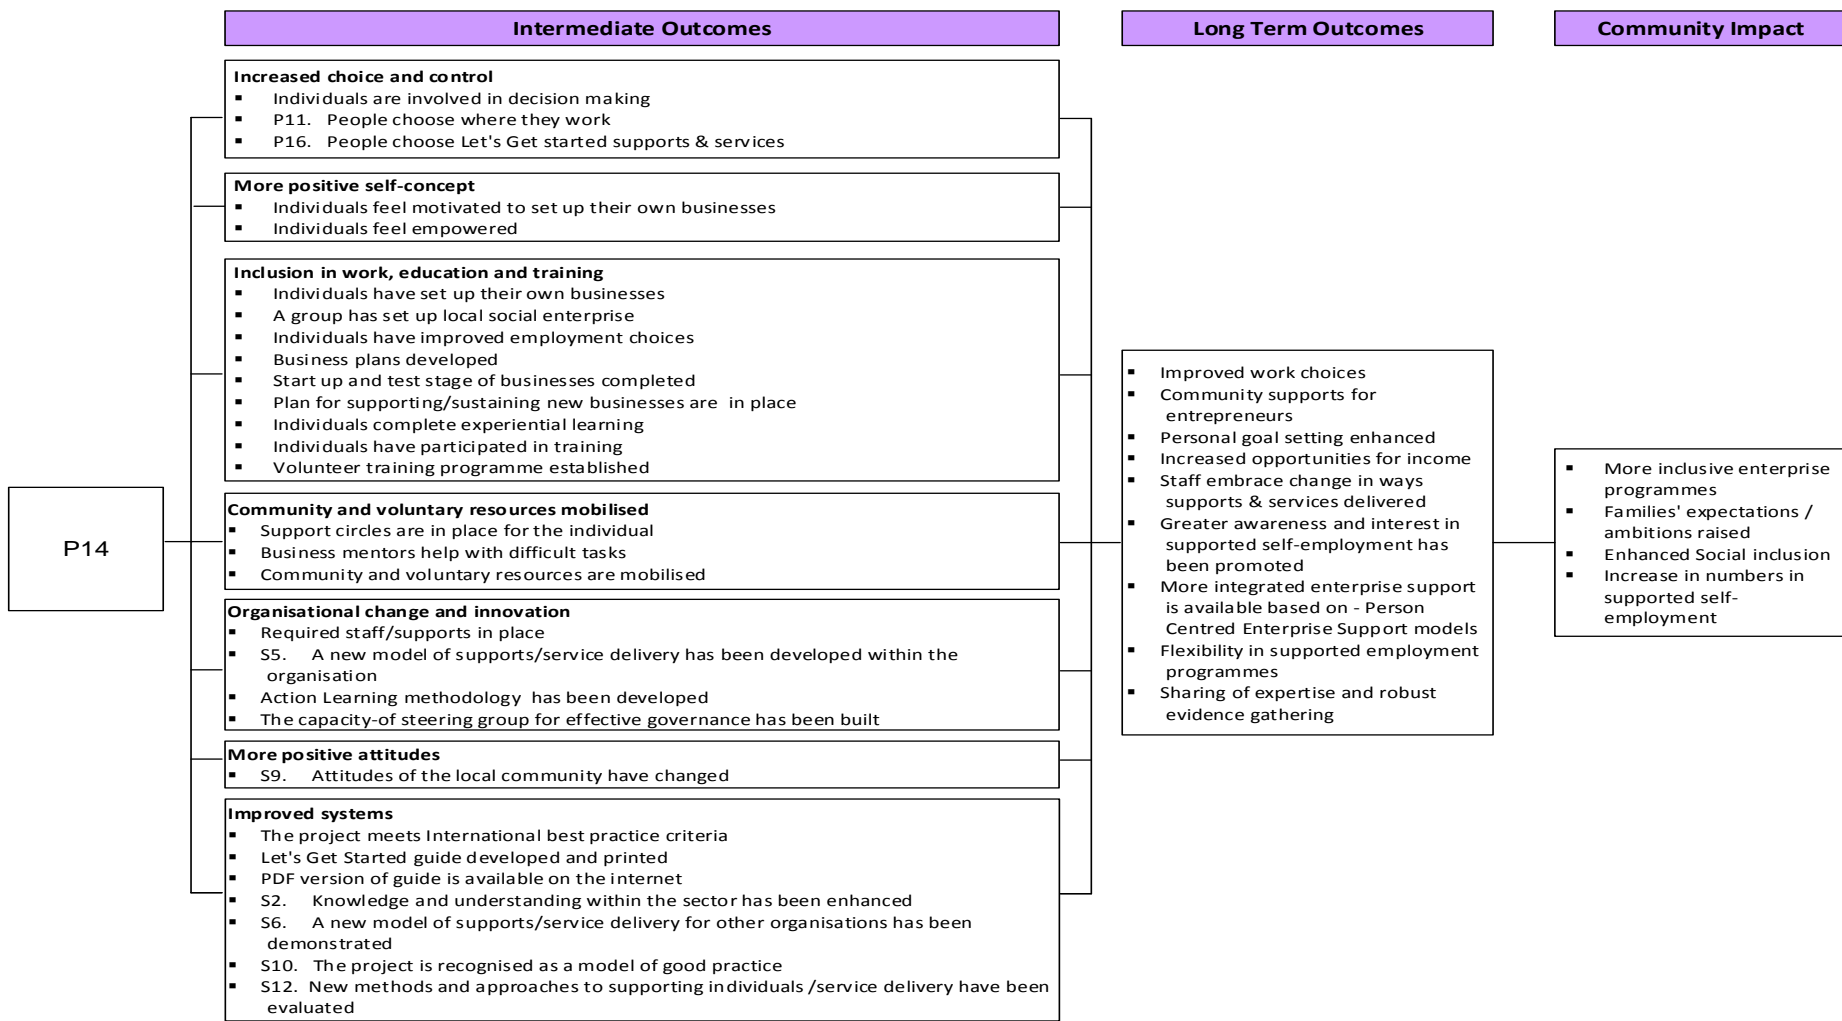 Intermediate Outcomes
Long Term Outcomes
Community Impact
Increased choice and control
▪ Individuals are involved in decision making
▪ P11. People choose where they work
▪ P16. People choose Let's Get started supports & services
More positive self-concept
▪ Individuals feel motivated to set up their own businesses
▪ Individuals feel empowered
Inclusion in work, education and training
▪ Individuals have set up their own businesses
▪ A group has set up local social enterprise
▪ Individuals have improved employment choices
▪ Business plans developed
▪ Start up and test stage of businesses completed
▪ Plan for supporting/sustaining new businesses are in place
▪ Individuals complete experiential learning
▪ Individuals have participated in training
▪ Volunteer training programme established
P14
Community and voluntary resources mobilised
▪ Support circles are in place for the individual
▪ Business mentors help with difficult tasks
▪ Community and voluntary resources are mobilised
Organisational change and innovation
▪ Required staff/supports in place
▪ S5. A new model of supports/service delivery has been developed within the
organisation
▪ Action Learning methodology has been developed
▪ The capacity-of steering group for effective governance has been built
More positive attitudes
▪ S9. Attitudes of the local community have changed
Improved systems
▪ The project meets International best practice criteria
▪ Let's Get Started guide developed and printed
▪ PDF version of guide is available on the internet
▪ S2. Knowledge and understanding within the sector has been enhanced
▪ S6. A new model of supports/service delivery for other organisations has been
demonstrated
▪ S10. The project is recognised as a model of good practice
▪ S12. New methods and approaches to supporting individuals /service delivery have been
evaluated
▪ Improved work choices
▪ Community supports for
entrepreneurs
▪ Personal goal setting enhanced
▪ Increased opportunities for income
▪ Staff embrace change in ways
supports & services delivered
▪ Greater awareness and interest in
supported self-employment has
been promoted
▪ More integrated enterprise support
is available based on - Person
Centred Enterprise Support models
▪ Flexibility in supported employment
programmes
▪ Sharing of expertise and robust
evidence gathering
▪ More inclusive enterprise
programmes
▪ Families' expectations /
ambitions raised
▪ Enhanced Social inclusion
▪ Increase in numbers in
supported self-
employment